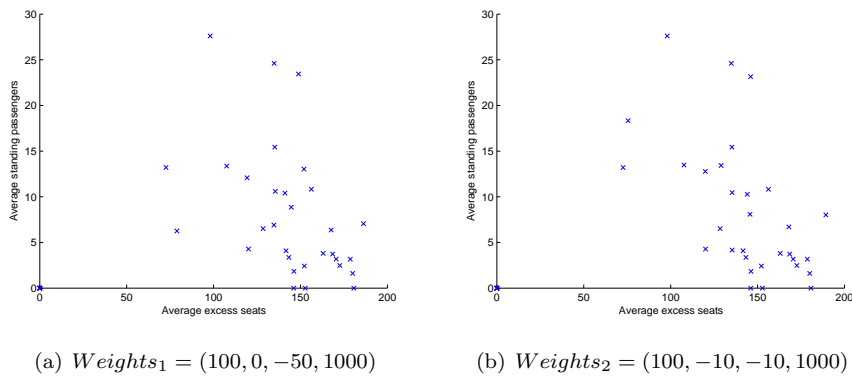 30
25
20
15
10
5
0
Average standing passengers
0 50 100 150 200
Average excess seats
(a) Weights₁ = (100, 0, −50, 1000)
30
25
20
15
10
5
0
Average standing passengers
0 50 100 150 200
Average excess seats
(b) Weights₂ = (100, −10, −10, 1000)